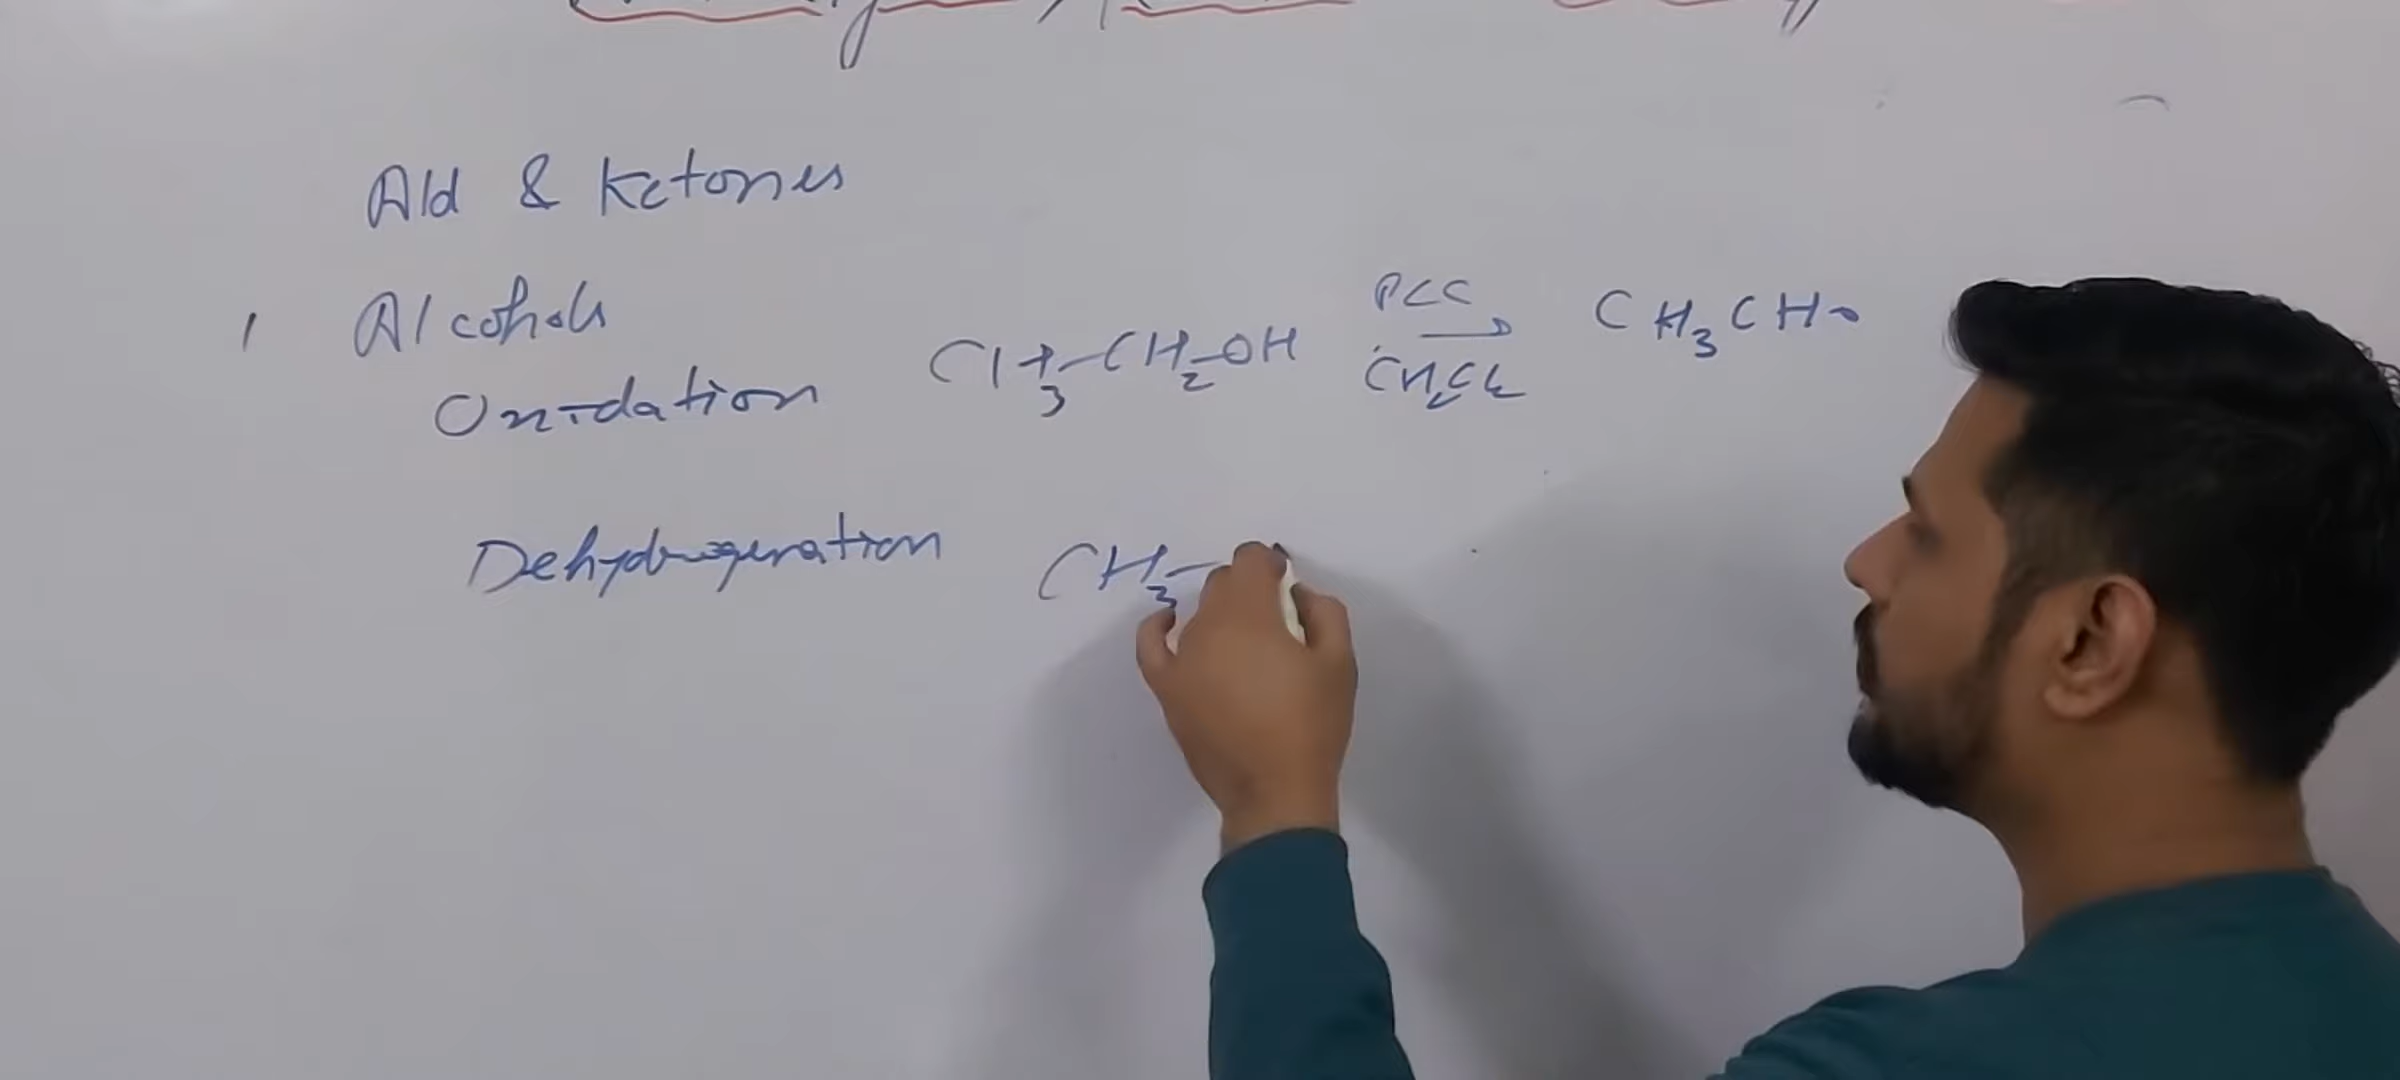 Ald & Ketones
1 Alcohols
Oxidation CH3-CH2-OH PCC → CH2Cl2 CH3CHO
Dehydrogenation CH3-